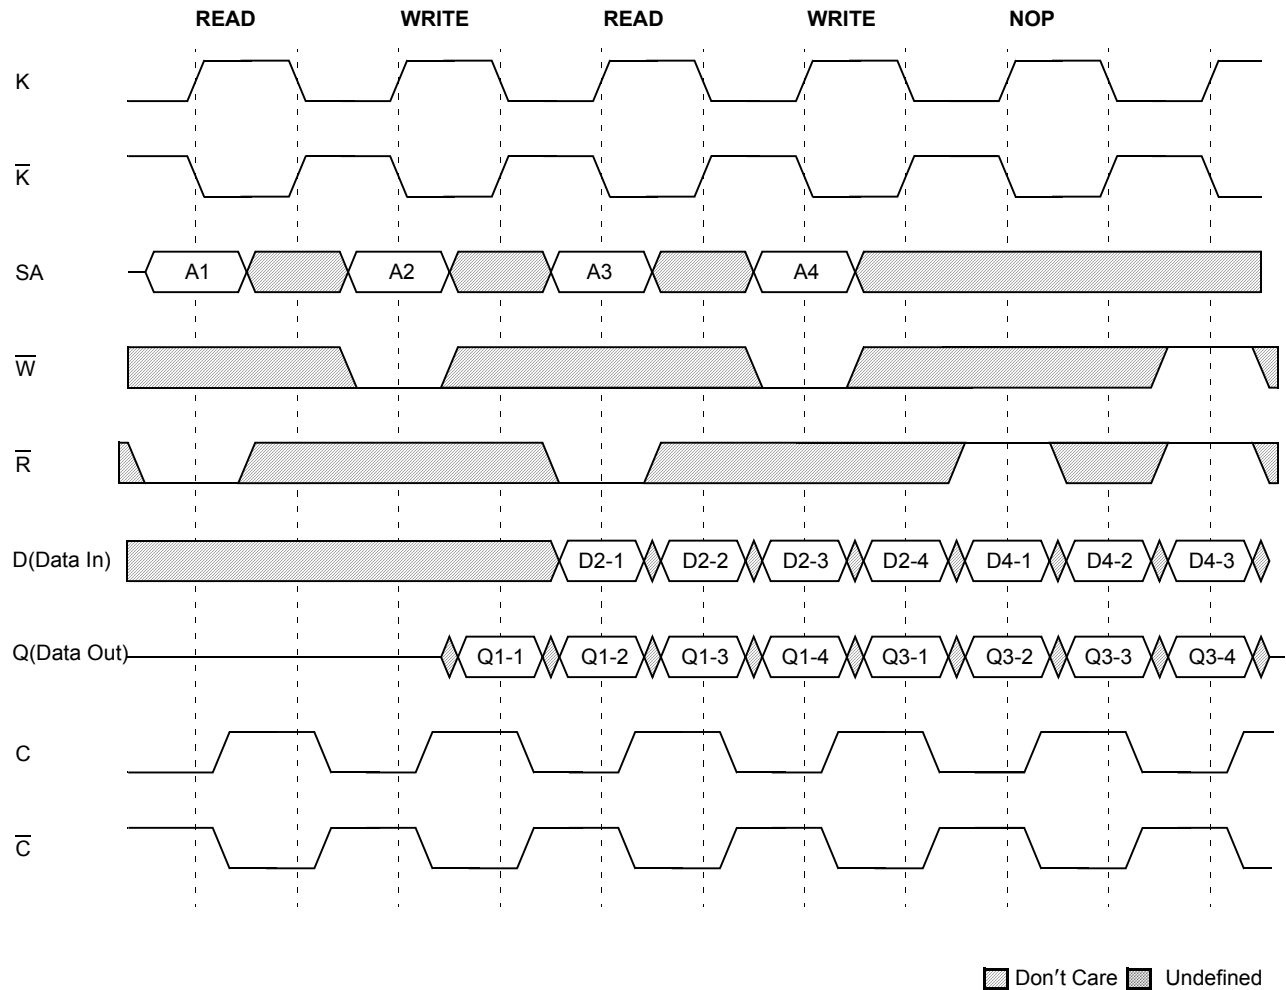 READ WRITE READ WRITE NOP
K
K̅
SA A1 A2 A3 A4
W̅
R̅
D(Data In) D2-1 D2-2 D2-3 D2-4 D4-1 D4-2 D4-3
Q(Data Out) Q1-1 Q1-2 Q1-3 Q1-4 Q3-1 Q3-2 Q3-3 Q3-4
C
C̅
Don't Care Undefined